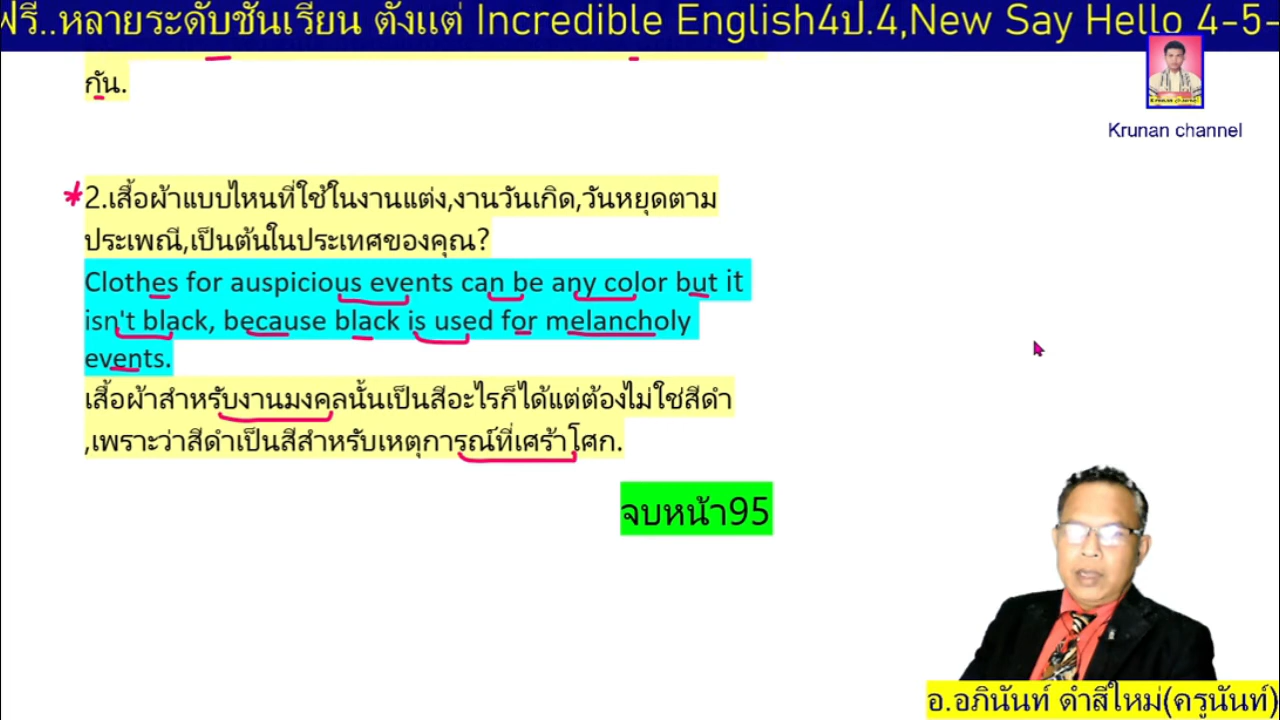 ฟรี..หลายระดับชั้นเรียน ตั้งแต่ Incredible English4ป.4,New Say Hello 4-5-
กัน.
Krunan channel
*2.เสื้อผ้าแบบไหนที่ใช้ในงานแต่ง,งานวันเกิด,วันหยุดตาม
ประเพณี,เป็นต้นในประเทศของคุณ?
Clothes for auspicious events can be any color but it
isn't black, because black is used for melancholy
events.
เสื้อผ้าสำหรับงานมงคลนั้นเป็นสีอะไรก็ได้แต่ต้องไม่ใช่สีดำ
,เพราะว่าสีดำเป็นสีสำหรับเหตุการณ์ที่เศร้าโศก.
จบหน้า95
อ.อภินันท์ ดำสีใหม่(ครูนันท์)